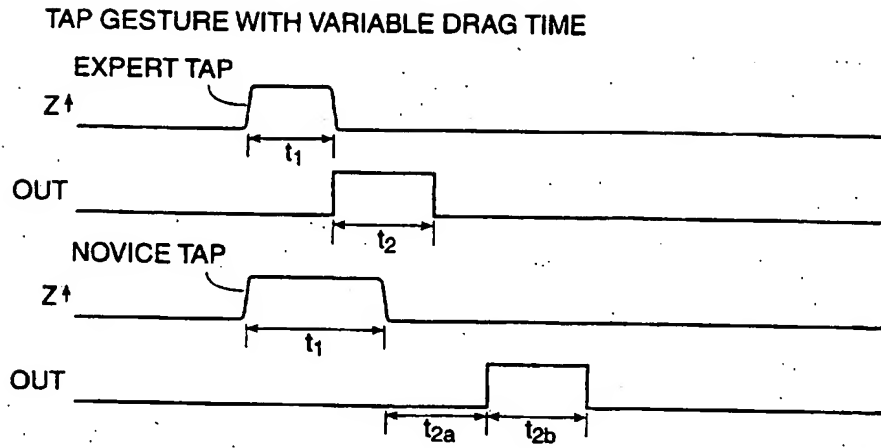 TAP GESTURE WITH VARIABLE DRAG TIME
EXPERT TAP
Z
t1
OUT
t2
NOVICE TAP
Z
t1
OUT
t2a
t2b